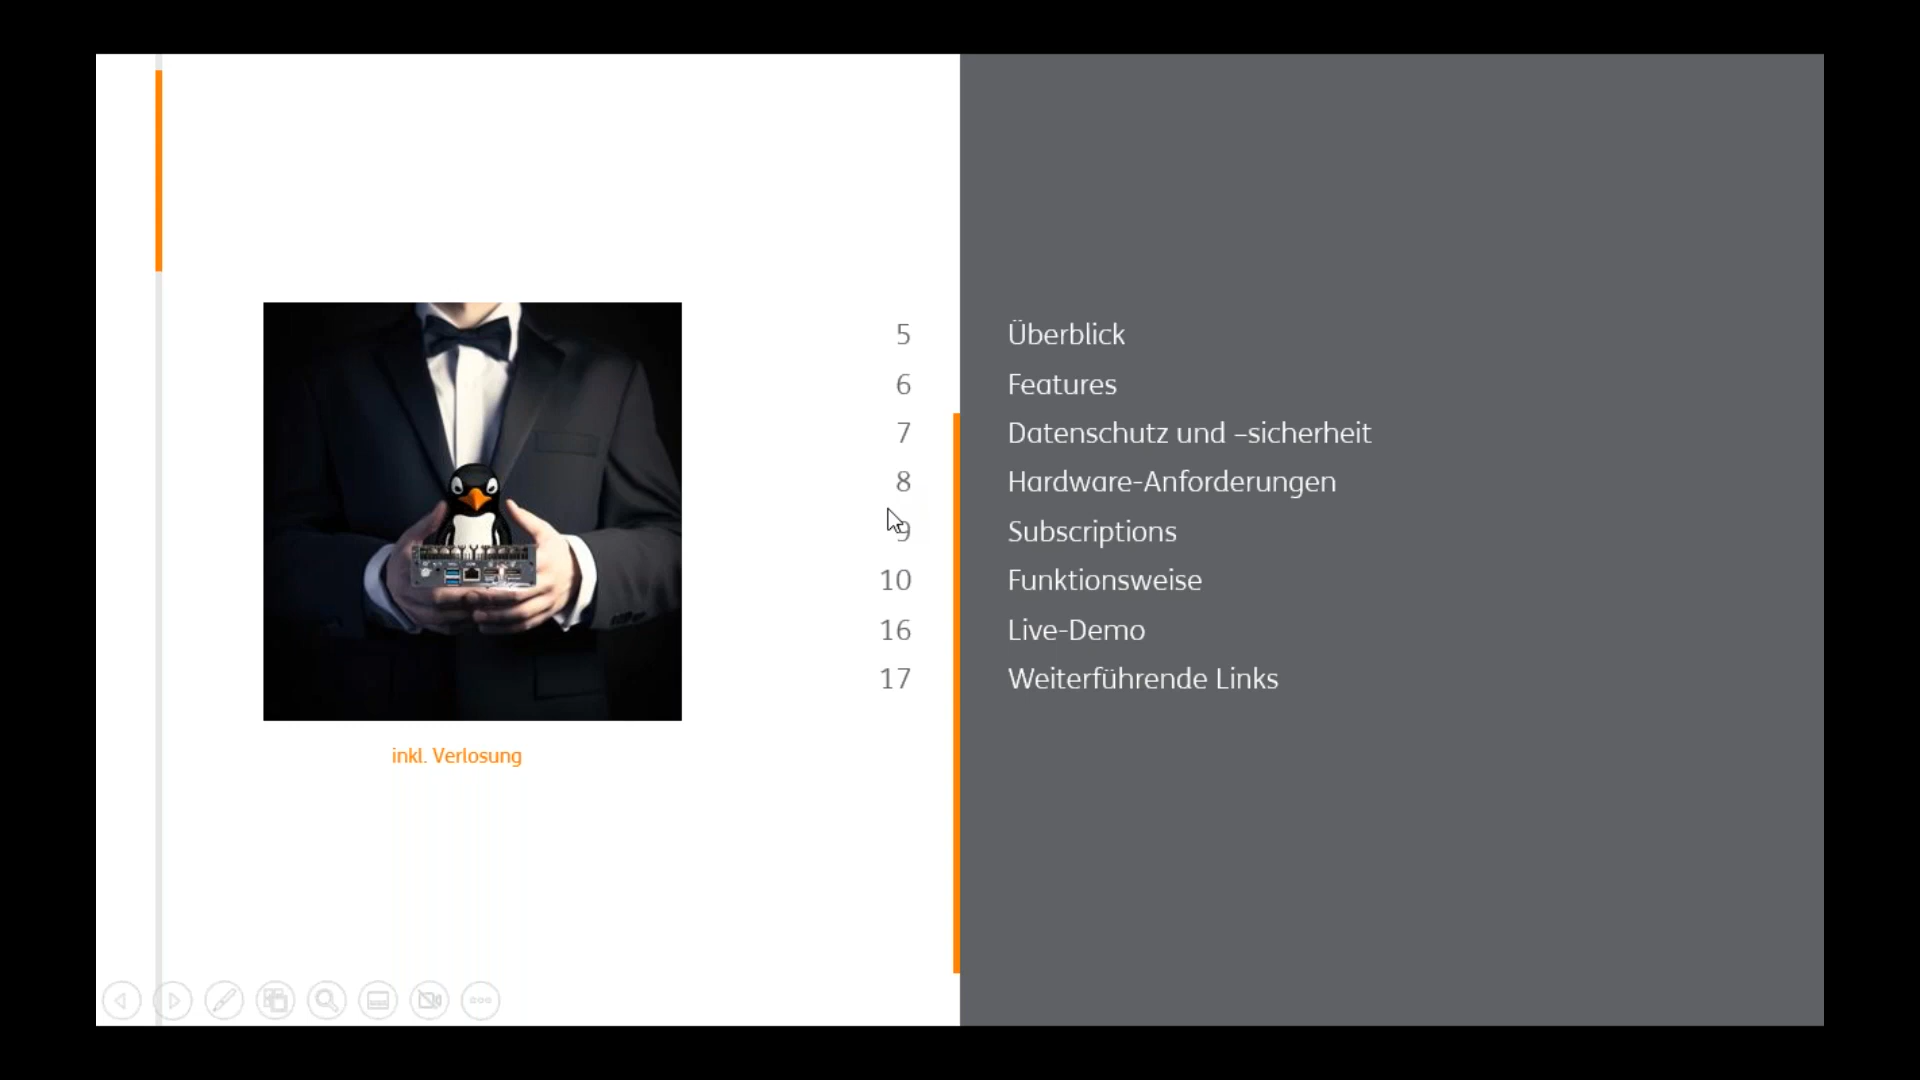 5 Überblick
6 Features
7 Datenschutz und –sicherheit
8 Hardware-Anforderungen
9 Subscriptions
10 Funktionsweise
16 Live-Demo
17 Weiterführende Links
inkl. Verlosung